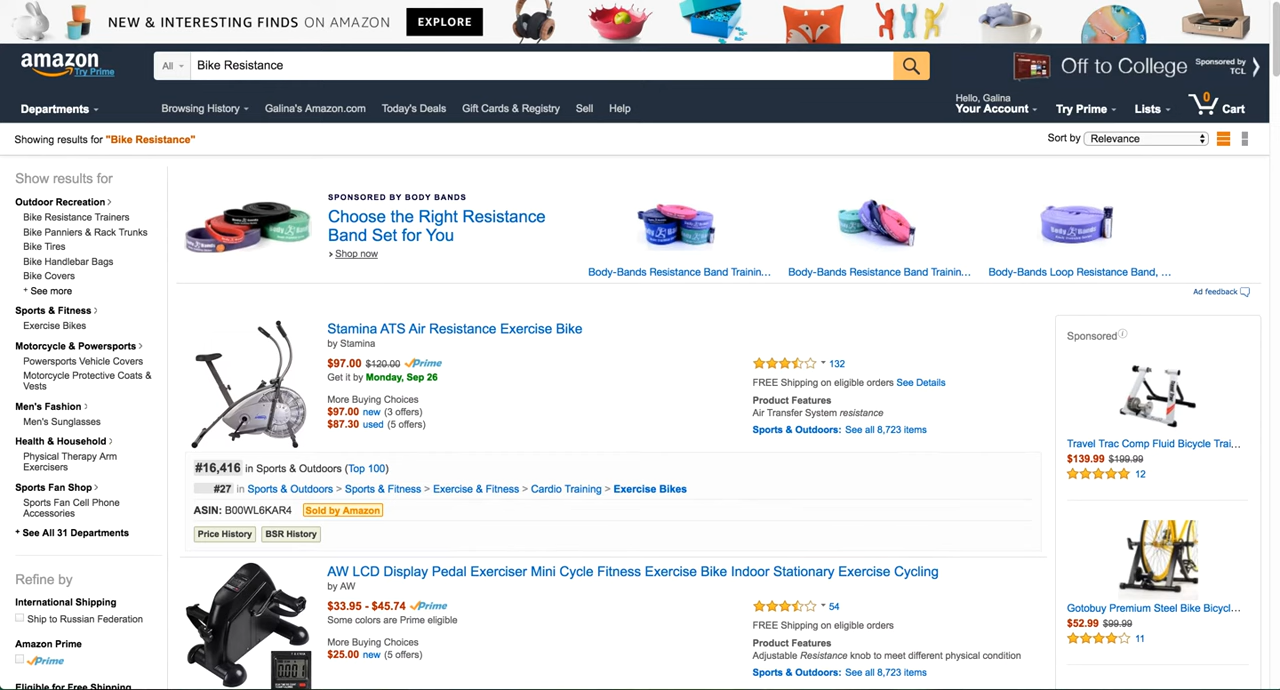 NEW & INTERESTING FINDS ON AMAZON
EXPLORE
amazon
Try Prime
All
Bike Resistance
Off to College
Sponsored by
TCL
Departments
Browsing History
Galina's Amazon.com
Today's Deals
Gift Cards & Registry
Sell
Help
Hello, Galina
Your Account
Try Prime
Lists
0
Cart
Showing results for "Bike Resistance"
Sort by
Relevance
Show results for
Outdoor Recreation
Bike Resistance Trainers
Bike Panniers & Rack Trunks
Bike Tires
Bike Handlebar Bags
Bike Covers
+ See more
Sports & Fitness
Exercise Bikes
Motorcycle & Powersports
Powersports Vehicle Covers
Motorcycle Protective Coats &
Vests
Men's Fashion
Men's Sunglasses
Health & Household
Physical Therapy Arm
Exercisers
Sports Fan Shop
Sports Fan Cell Phone
Accessories
+ See All 31 Departments
Refine by
International Shipping
Ship to Russian Federation
Amazon Prime
Prime
Eligible for Free Shipping
SPONSORED BY BODY BANDS
Choose the Right Resistance
Band Set for You
Shop now
Body-Bands Resistance Band Trainin...
Body-Bands Resistance Band Trainin...
Body-Bands Loop Resistance Band, ...
Ad feedback
Stamina ATS Air Resistance Exercise Bike
by Stamina
$97.00 $120.00 Prime
Get it by Monday, Sep 26
More Buying Choices
$97.00 new (3 offers)
$87.30 used (5 offers)
132
FREE Shipping on eligible orders See Details
Product Features
Air Transfer System resistance
Sports & Outdoors: See all 8,723 items
#16,416 in Sports & Outdoors (Top 100)
#27 in Sports & Outdoors > Sports & Fitness > Exercise & Fitness > Cardio Training > Exercise Bikes
ASIN: B00WL6KAR4 Sold by Amazon
Price History
BSR History
AW LCD Display Pedal Exerciser Mini Cycle Fitness Exercise Bike Indoor Stationary Exercise Cycling
by AW
$33.95 - $45.74 Prime
Some colors are Prime eligible
More Buying Choices
$25.00 new (5 offers)
54
FREE Shipping on eligible orders
Product Features
Adjustable Resistance knob to meet different physical condition
Sports & Outdoors: See all 8,723 items
Sponsored
Travel Trac Comp Fluid Bicycle Trai...
$139.99 $199.99
12
Gotobuy Premium Steel Bike Bicycl...
$52.99 $99.99
11